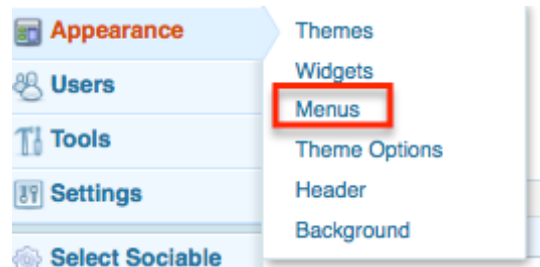 Appearance
Users
Tools
Settings
Select Sociable
Themes
Widgets
Menus
Theme Options
Header
Background